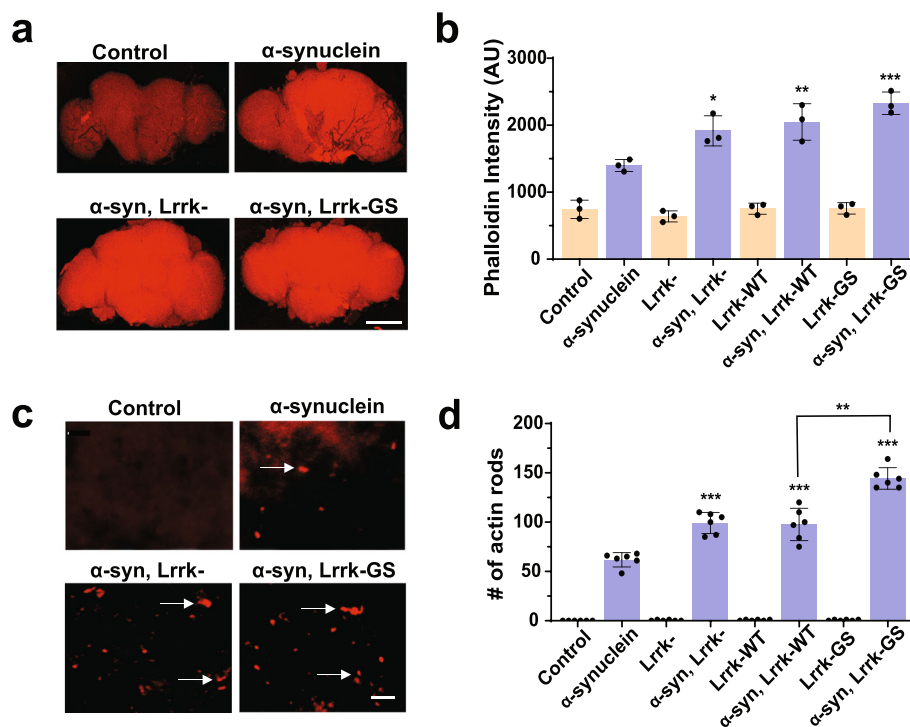 a
Control
α-synuclein
α-syn, Lrrk-
α-syn, Lrrk-GS
b
Phalloidin Intensity (AU)
3000
2000
1000
0
*
**
***
Control
α-synuclein
Lrrk-
α-syn, Lrrk-
Lrrk-WT
α-syn, Lrrk-WT
Lrrk-GS
α-syn, Lrrk-GS
c
Control
α-synuclein
α-syn, Lrrk-
α-syn, Lrrk-GS
d
# of actin rods
200
150
100
50
0
**
***
***
***
Control
α-synuclein
Lrrk-
α-syn, Lrrk-
Lrrk-WT
α-syn, Lrrk-WT
Lrrk-GS
α-syn, Lrrk-GS